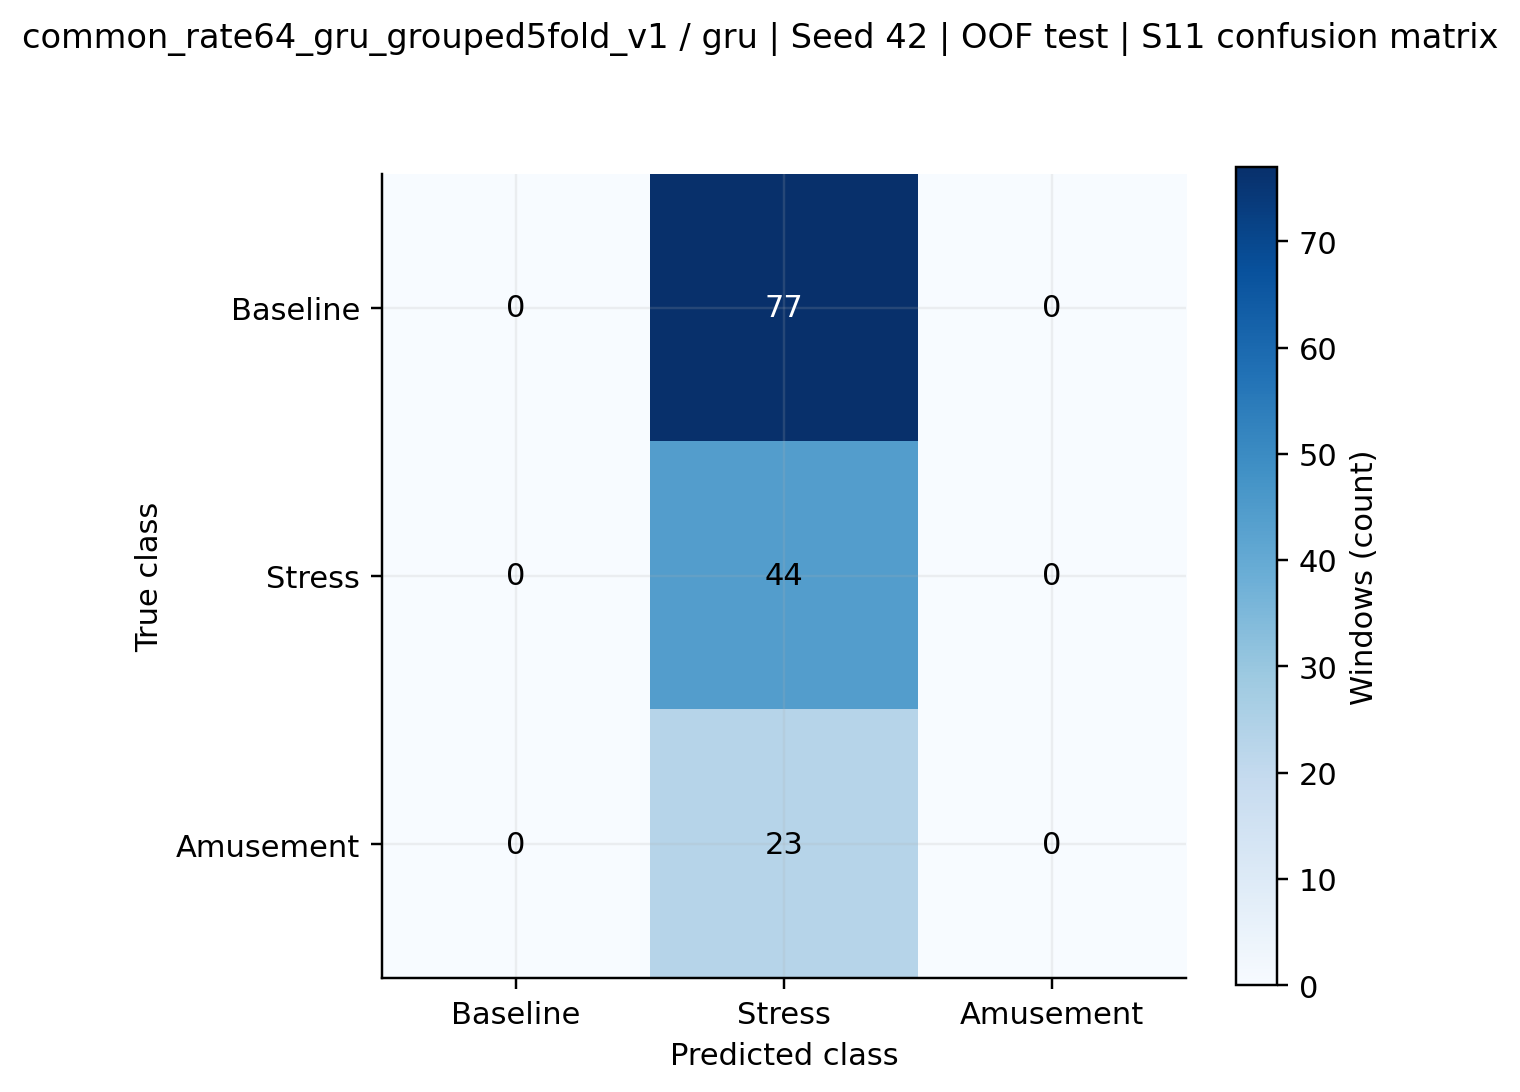 common_rate64_gru_grouped5fold_v1 / gru | Seed 42 | OOF test | S11 confusion matrix
Baseline 0 77 0
Stress 0 44 0
Amusement 0 23 0
Baseline Stress Amusement
Predicted class
True class
70
60
50
40
30
20
10
0
Windows (count)